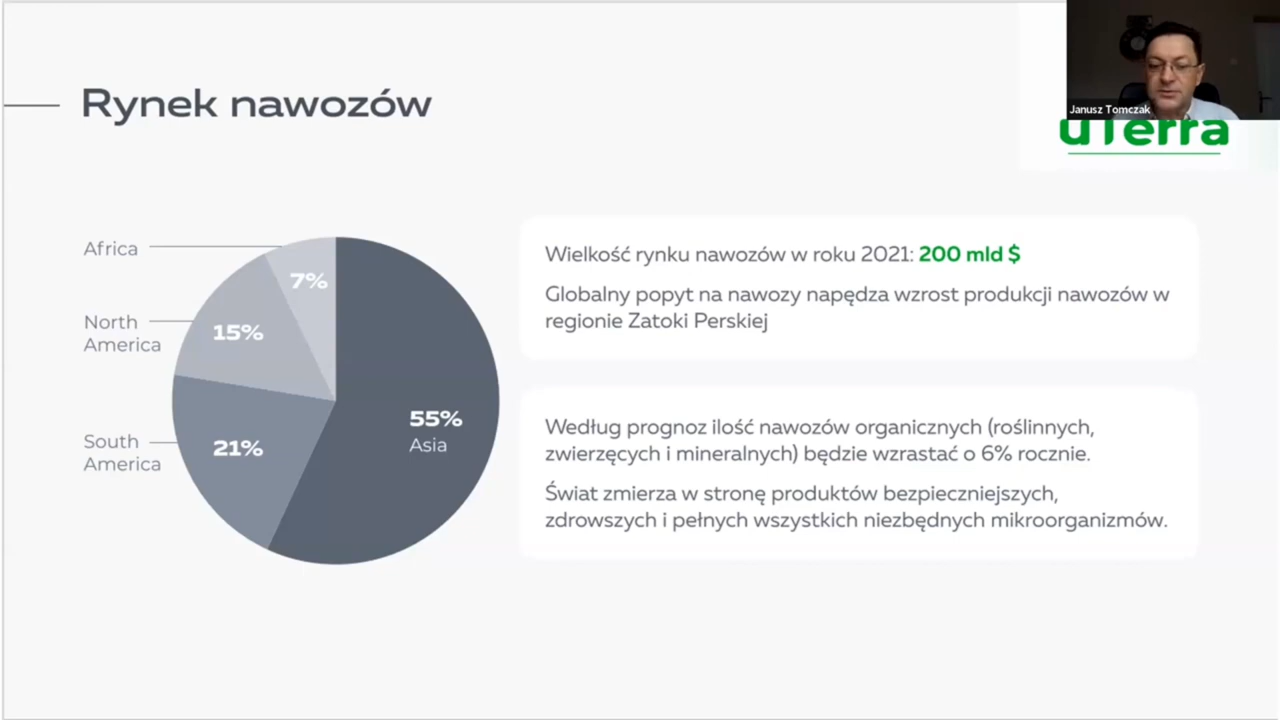 Janusz Tomczak
uTerra
Rynek nawozów
Africa
7%
North
America
15%
South
America
21%
55%
Asia
Wielkość rynku nawozów w roku 2021: 200 mld $
Globalny popyt na nawozy napędza wzrost produkcji nawozów w
regionie Zatoki Perskiej
Według prognoz ilość nawozów organicznych (roślinnych,
zwierzęcych i mineralnych) będzie wzrastać o 6% rocznie.
Świat zmierza w stronę produktów bezpieczniejszych,
zdrowszych i pełnych wszystkich niezbędnych mikroorganizmów.